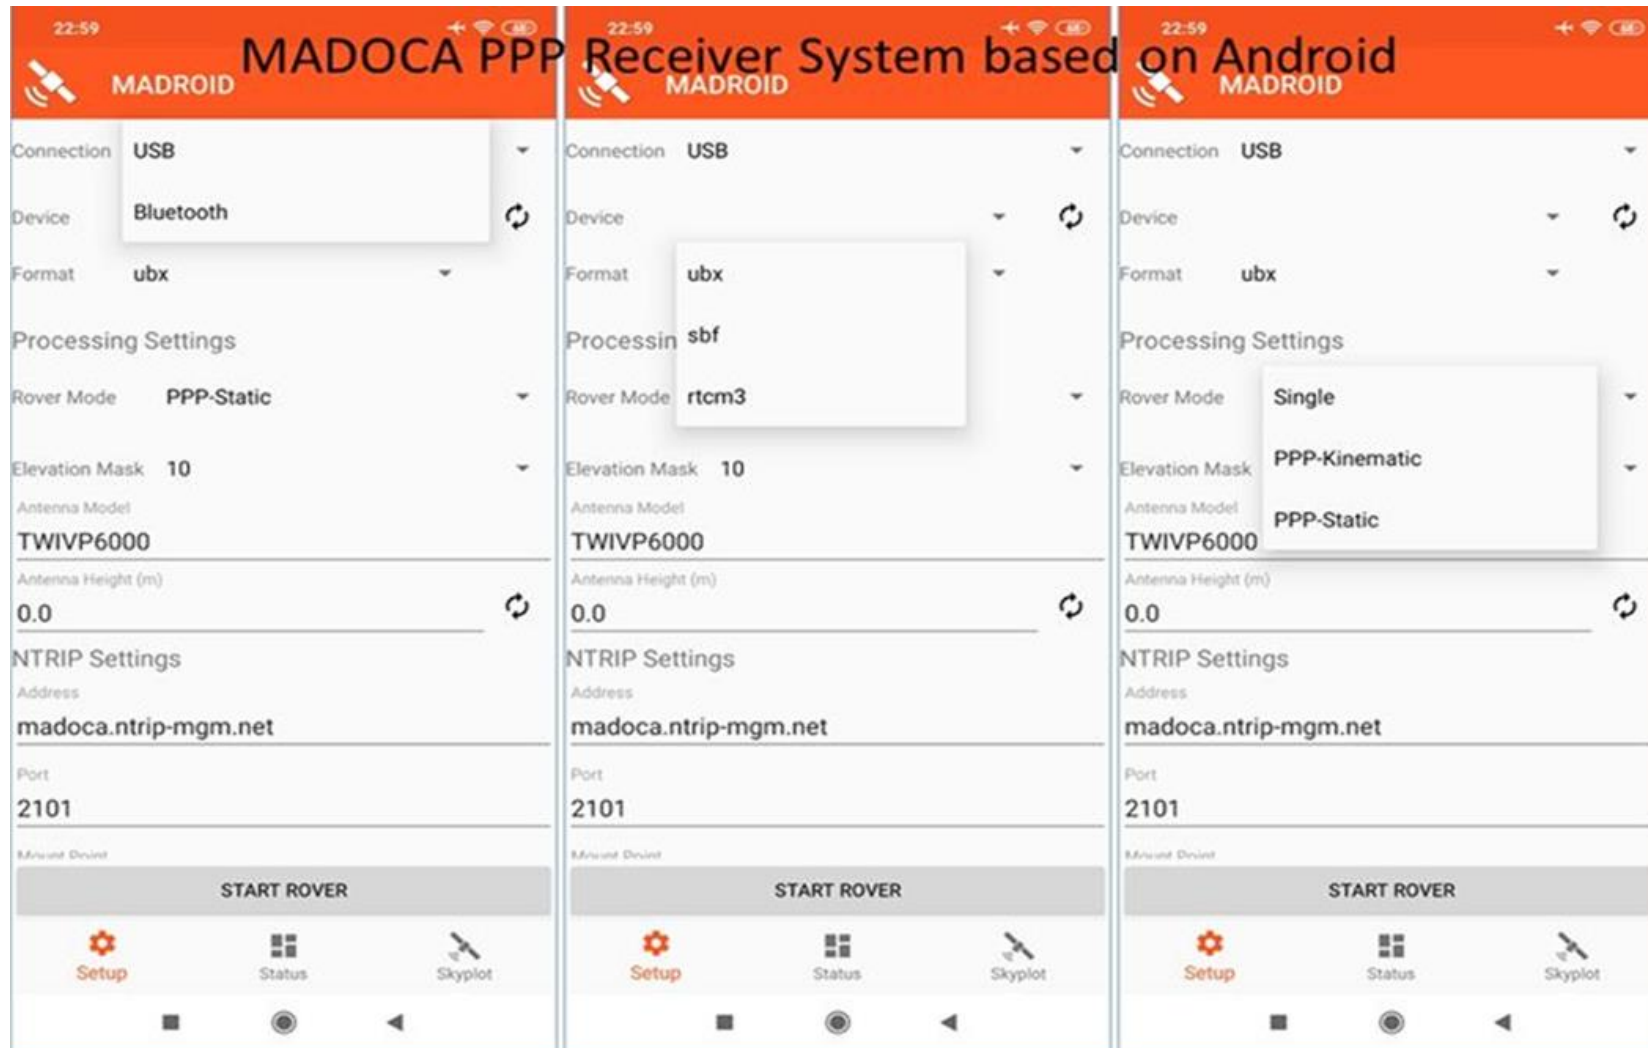 MADOCA PPP Receiver System based on Android
22:59
MADROID
Connection USB
Bluetooth
Device
Format ubx
Processing Settings
Rover Mode PPP-Static
Elevation Mask 10
Antenna Model
TWIVP6000
Antenna Height (m)
0.0
NTRIP Settings
Address
madoca.ntrip-mgm.net
Port
2101
Mount Point
START ROVER
Setup Status Skyplot
22:59
MADROID
Connection USB
Device
Format ubx
Processin sbf
Rover Mode rtcm3
Elevation Mask 10
Antenna Model
TWIVP6000
Antenna Height (m)
0.0
NTRIP Settings
Address
madoca.ntrip-mgm.net
Port
2101
Mount Point
START ROVER
Setup Status Skyplot
22:59
MADROID
Connection USB
Device
Format ubx
Processing Settings
Rover Mode Single
PPP-Kinematic
Elevation Mask
PPP-Static
Antenna Model
TWIVP6000
Antenna Height (m)
0.0
NTRIP Settings
Address
madoca.ntrip-mgm.net
Port
2101
Mount Point
START ROVER
Setup Status Skyplot